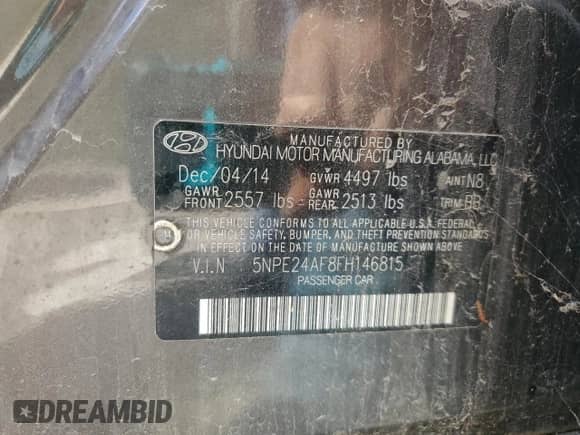 MANUFACTURED BY
HYUNDAI MOTOR MANUFACTURING ALABAMA, LLC
Dec/04/14 GVWR 4497 lbs PAINT N8
GAWR FRONT 2557 lbs GAWR REAR 2513 lbs TRIM BB
THIS VEHICLE CONFORMS TO ALL APPLICABLE U.S.A. FEDERAL
MOTOR VEHICLE SAFETY, BUMPER, AND THEFT PREVENTION STANDARDS
IN EFFECT ON THE DATE OF MANUFACTURE SHOWN ABOVE.
V.I.N 5NPE24AF8FH146815
PASSENGER CAR
DREAMBID